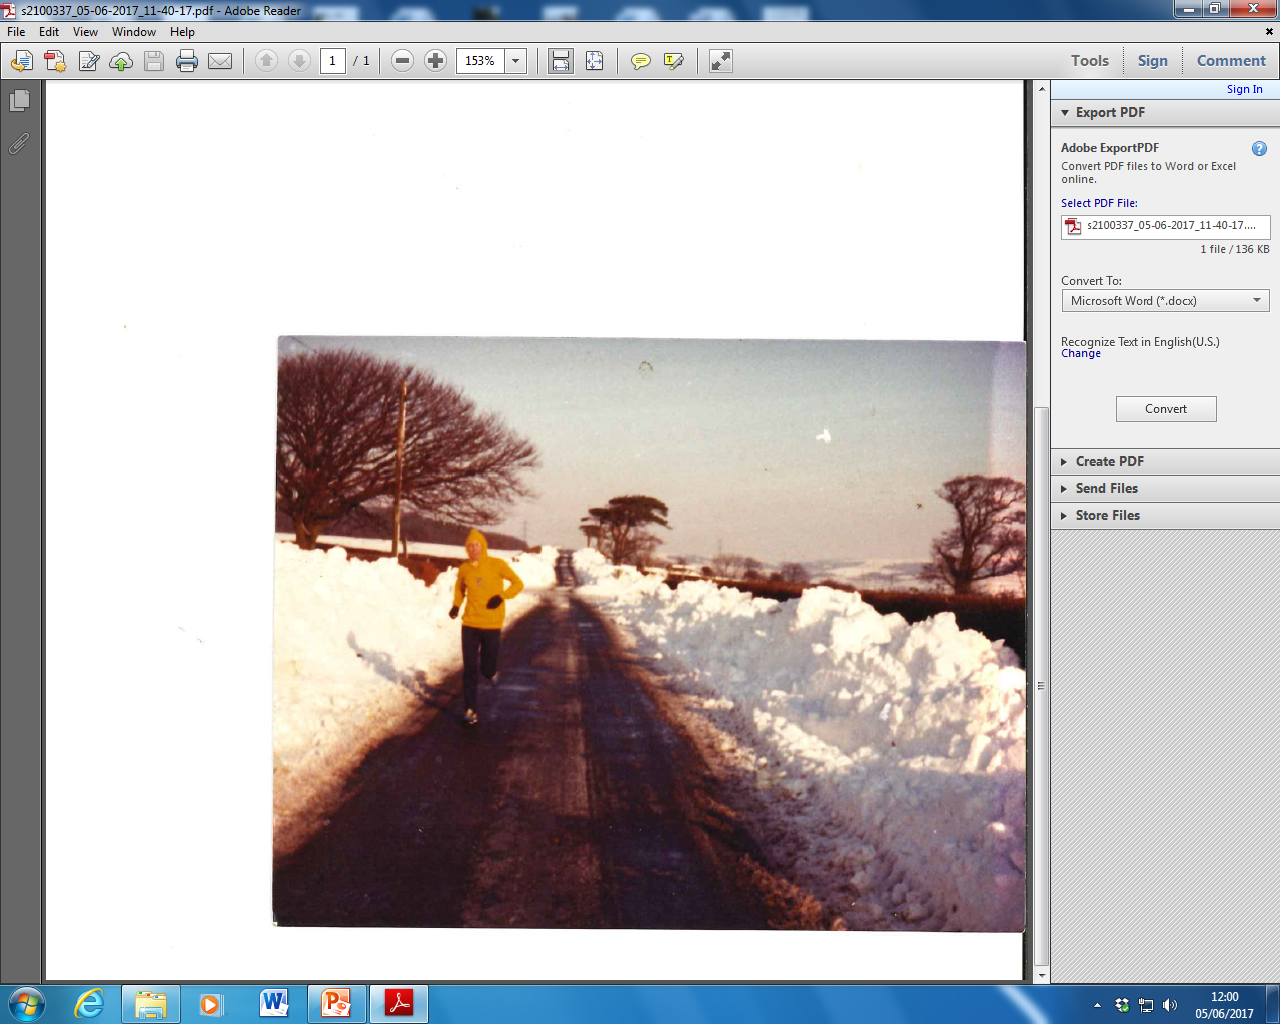 s2100337_05-06-2017_11-40-17.pdf - Adobe Reader
File Edit View Window Help
1 / 1 153% Tools Sign Comment
Sign In
Export PDF
Adobe ExportPDF
Convert PDF files to Word or Excel
online.
Select PDF File:
s2100337_05-06-2017_11-40-17....
1 file / 136 KB
Convert To:
Microsoft Word (*.docx)
Recognize Text in English(U.S.)
Change
Convert
Create PDF
Send Files
Store Files
12:00
05/06/2017